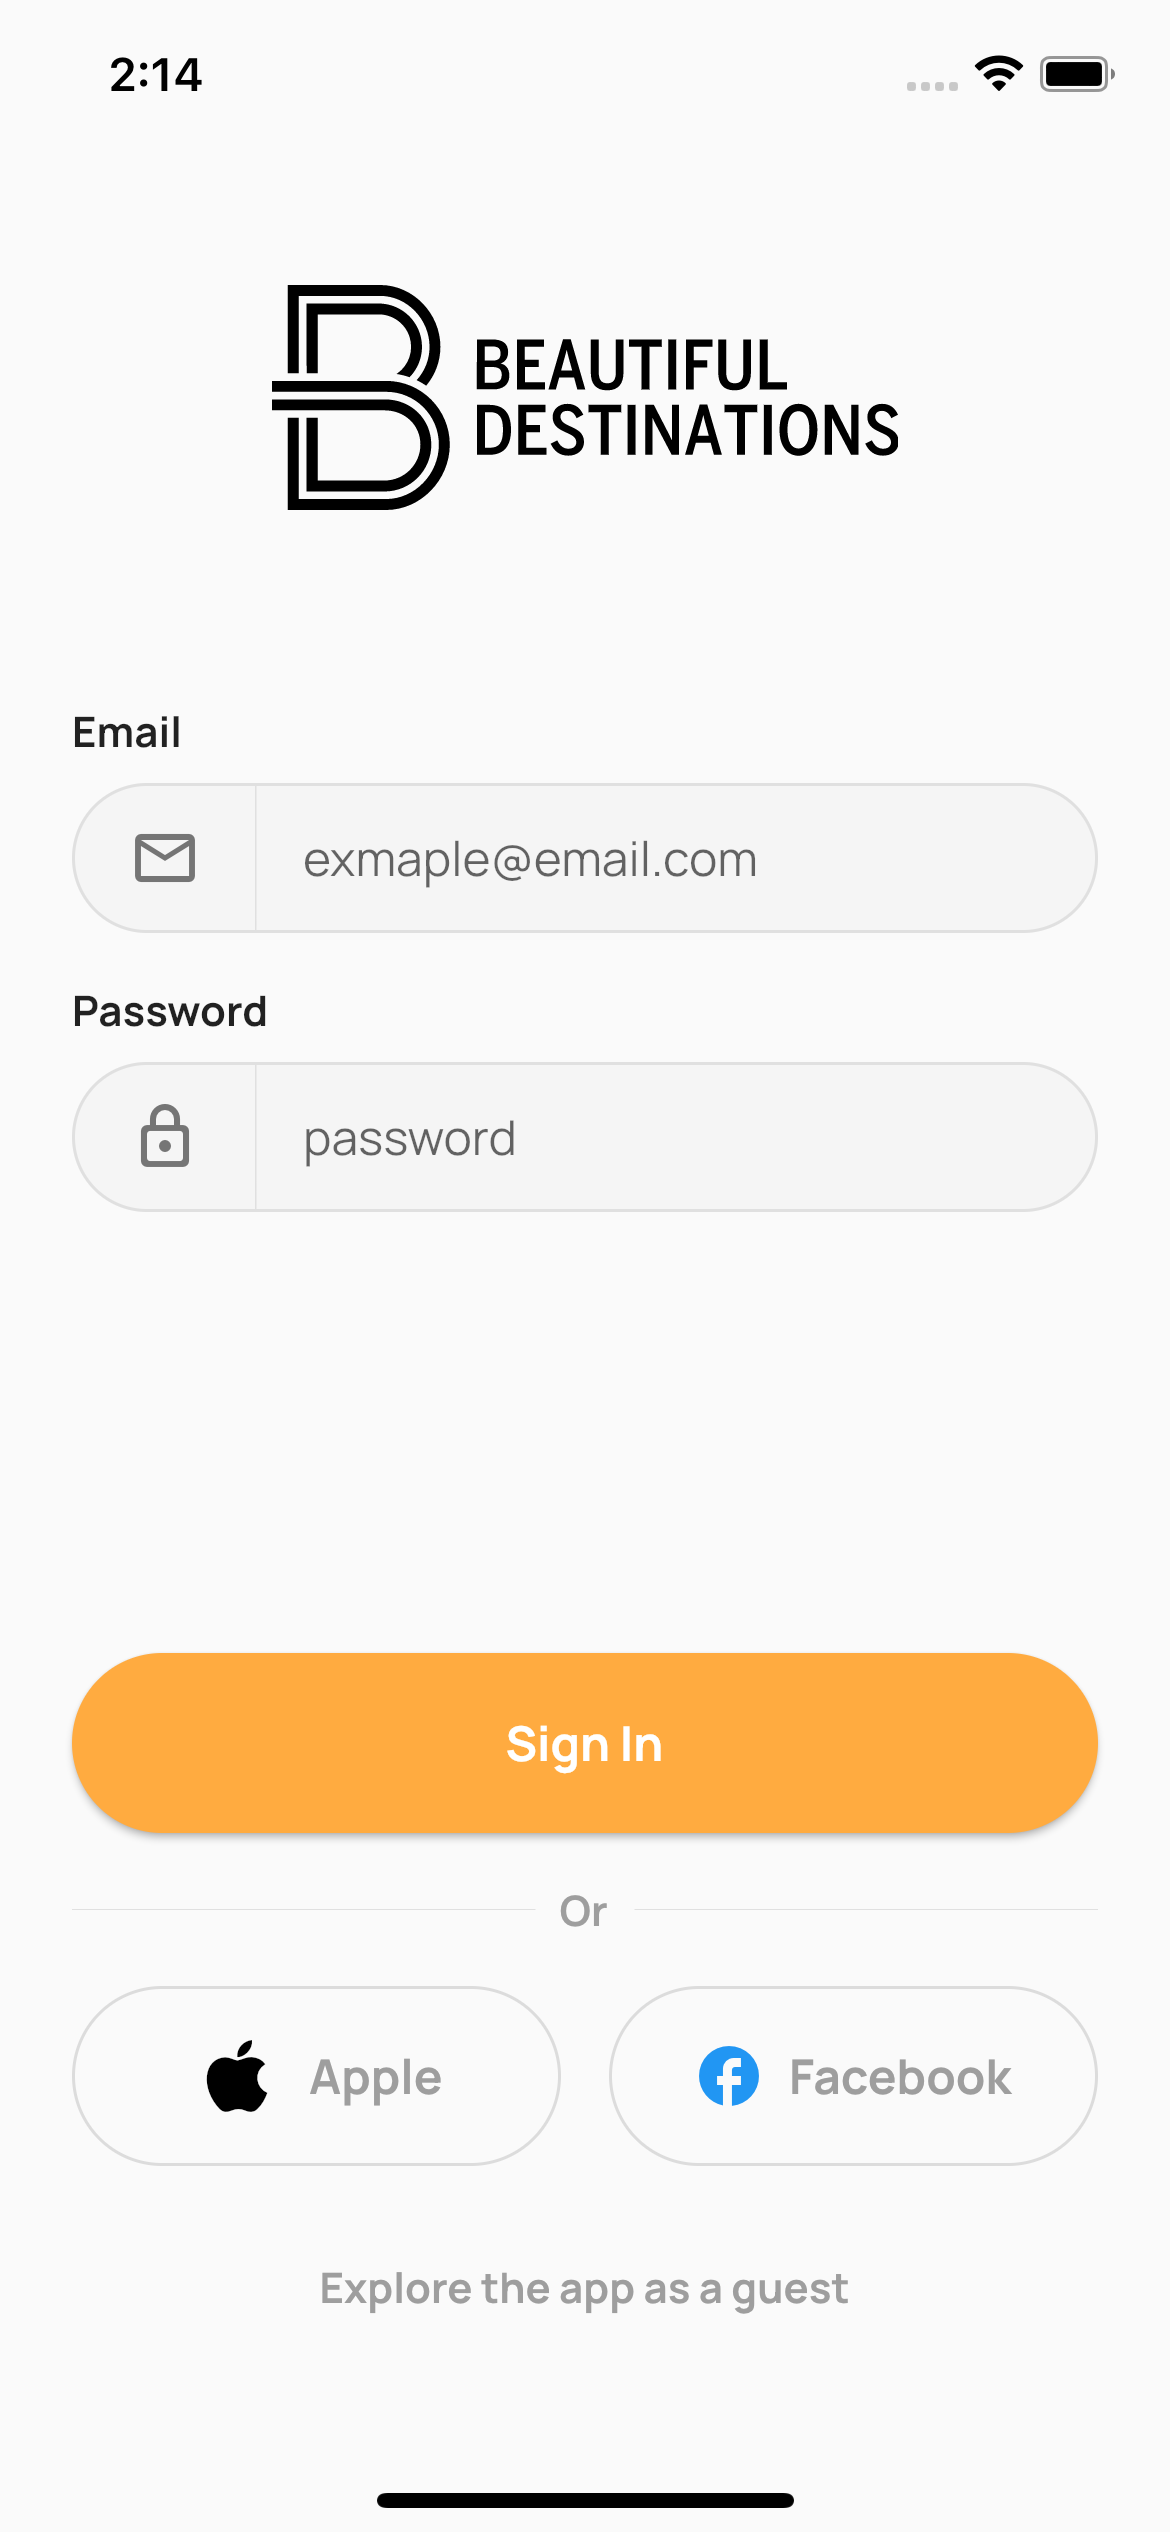 2:14
BEAUTIFUL
DESTINATIONS
Email
exmaple@email.com
Password
password
Sign In
Or
Apple
Facebook
Explore the app as a guest